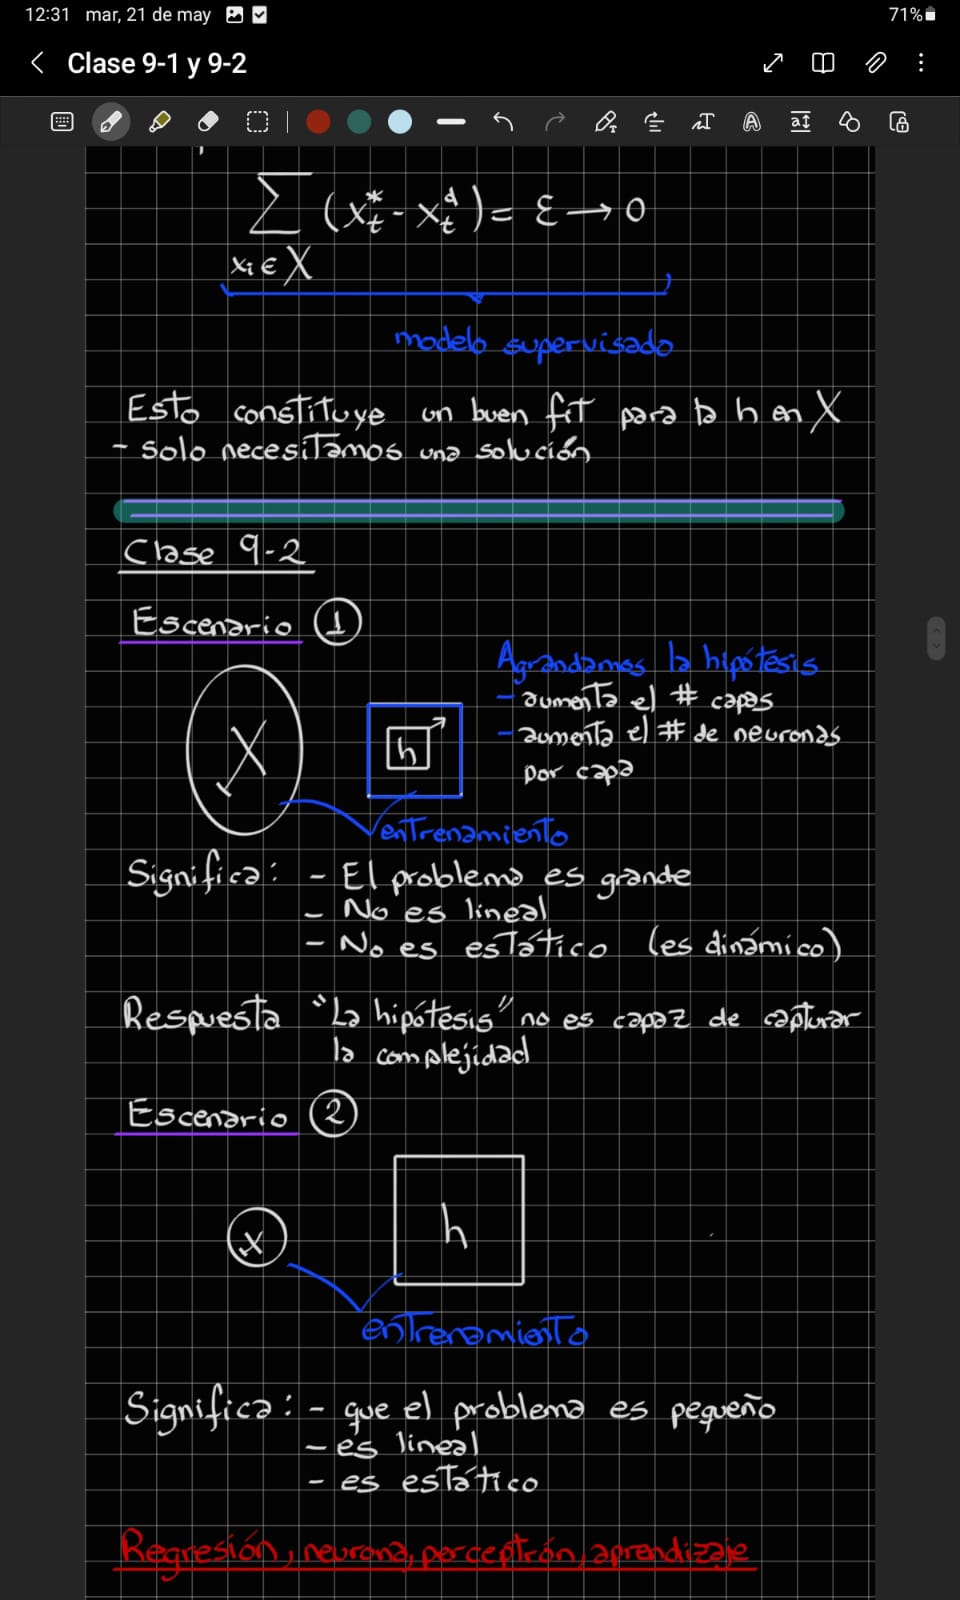 12:31 mar, 21 de may 71%
Clase 9-1 y 9-2
∑ (x_t^* - x_t^d) = ε → 0
x_i ∈ X
modelo supervisado
Esto constituye un buen fit para la h en X
- solo necesitamos una solución
Clase 9-2
Escenario 1
Agrandamos la hipótesis
- aumenta el # capas
X h - aumenta el # de neuronas
por capa
entrenamiento
Significa: - El problema es grande
- No es lineal
- No es estático (es dinámico)
Respuesta "La hipótesis" no es capaz de capturar
la complejidad
Escenario 2
x h
entrenamiento
Significa: - que el problema es pequeño
- es lineal
- es estático
Regresión, neurona, perceptrón, aprendizaje